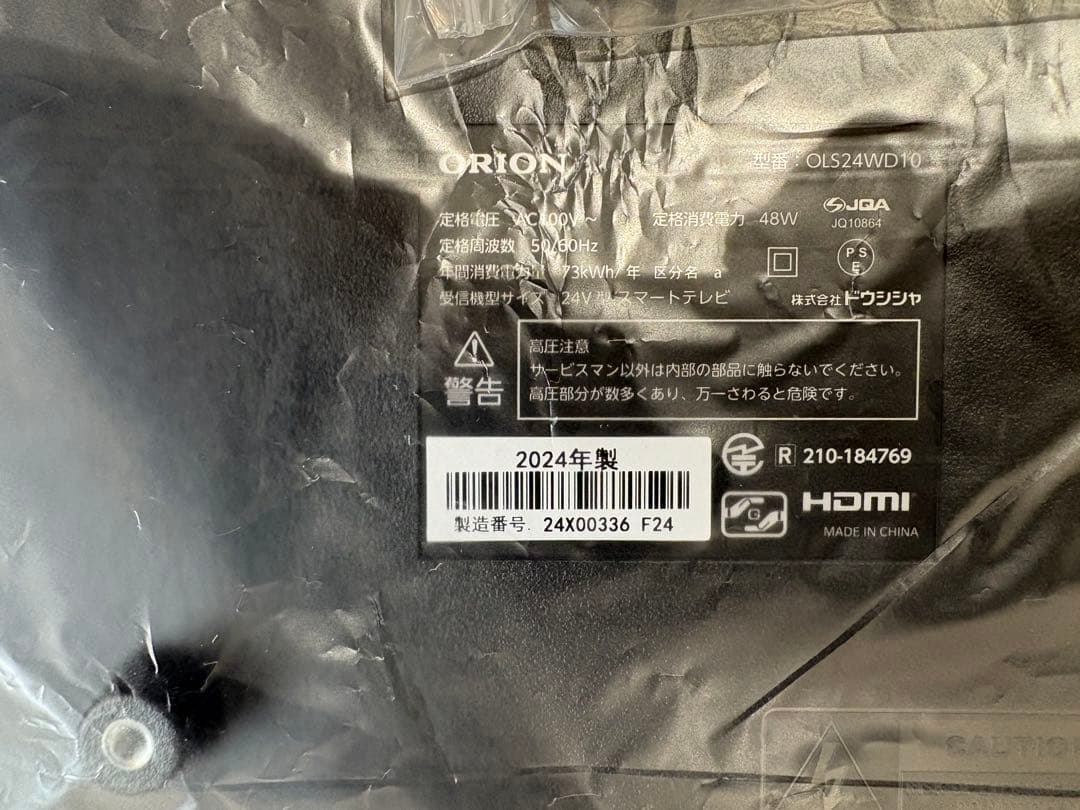 ORION 型番：OLS24WD10
定格電圧 AC100V～ 定格消費電力 48W
JQA
JQ10864
定格周波数 50/60Hz
PS
E
年間消費電力量 73kWh/年 区分名 a
受信機型サイズ 24V型 スマートテレビ
株式会社ドウシシャ
警告
高圧注意
サービスマン以外は内部の部品に触らないでください。
高圧部分が数多くあり、万一さわると危険です。
2024年製
製造番号. 24X00336 F24
R 210-184769
G
HDMI
MADE IN CHINA
CAUTIO